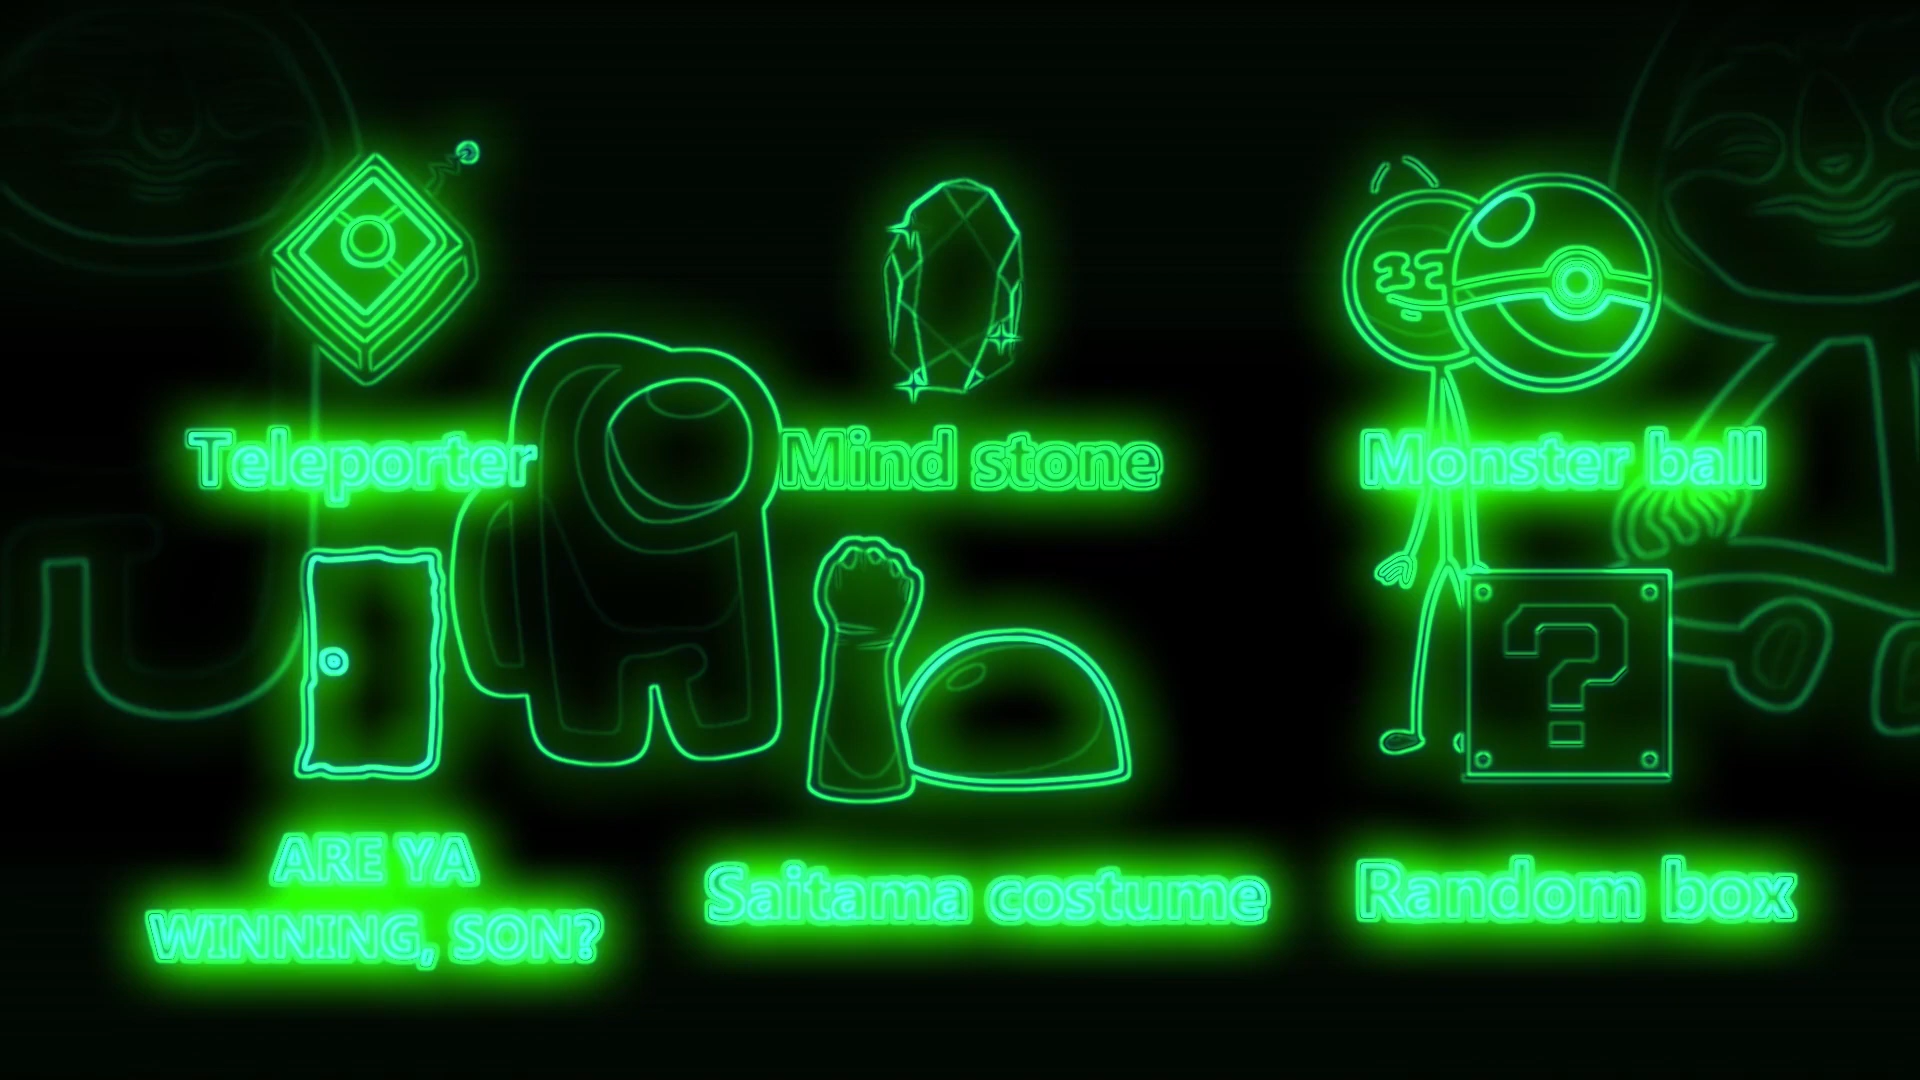 Teleporter
Mind stone
Monster ball
?
ARE YA
WINNING, SON?
Saitama costume
Random box